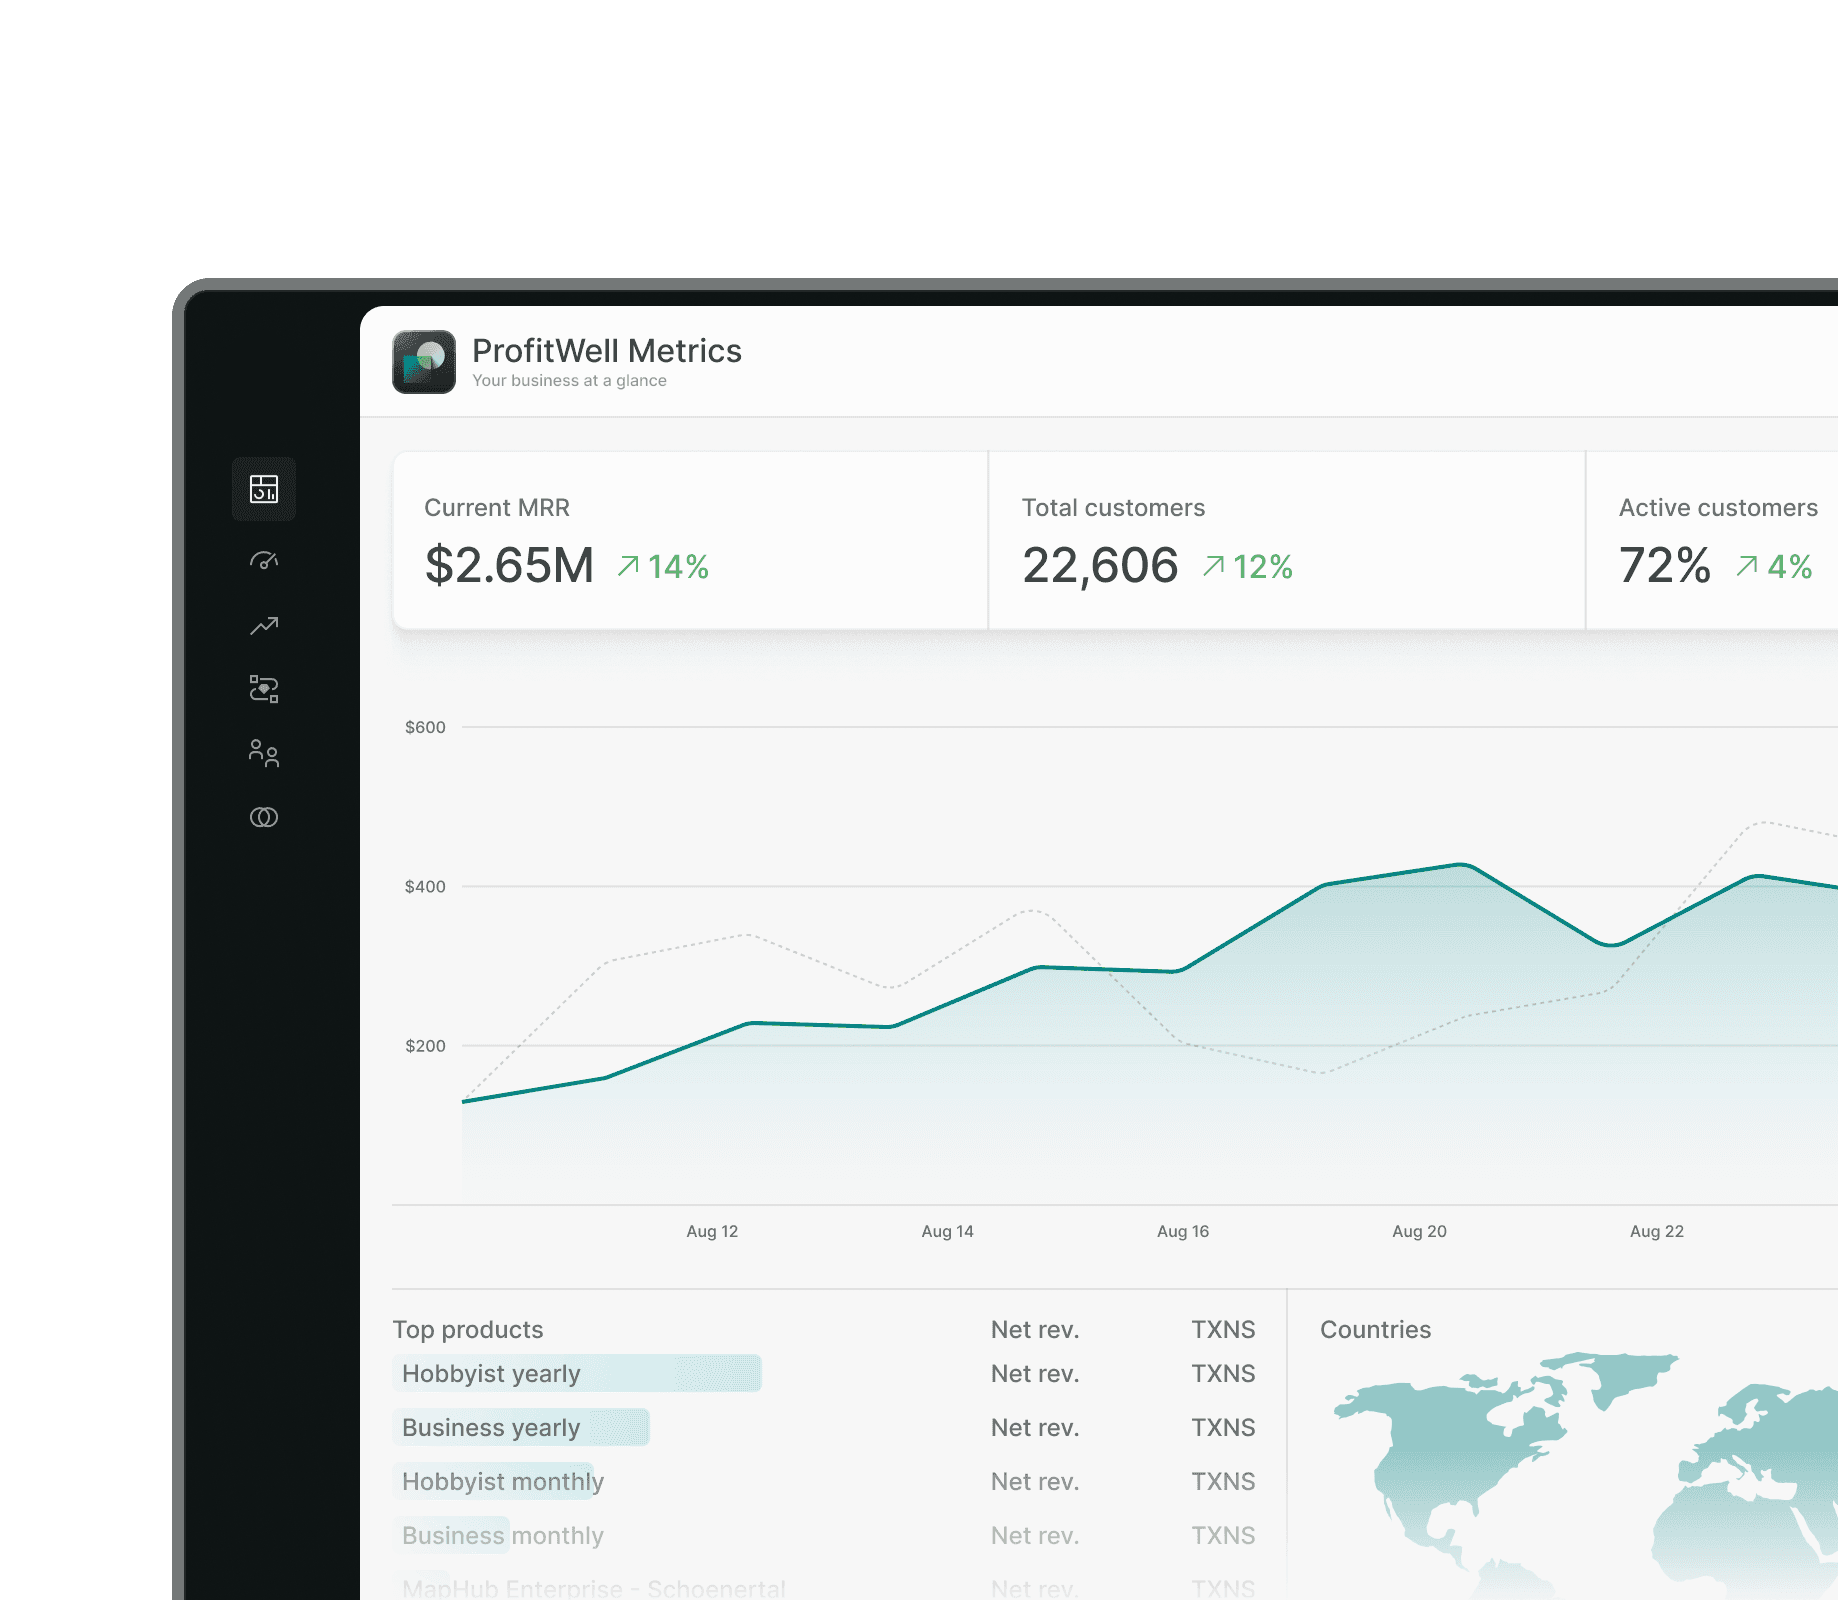 ProfitWell Metrics
Your business at a glance
Current MRR
$2.65M 14%
Total customers
22,606 12%
Active customers
72% 4%
$600
$400
$200
Aug 12 Aug 14 Aug 16 Aug 20 Aug 22
Top products Net rev. TXNS
Hobbyist yearly Net rev. TXNS
Business yearly Net rev. TXNS
Hobbyist monthly Net rev. TXNS
Business monthly Net rev. TXNS
MapHub Enterprise - Schoenertal Net rev. TXNS
Countries